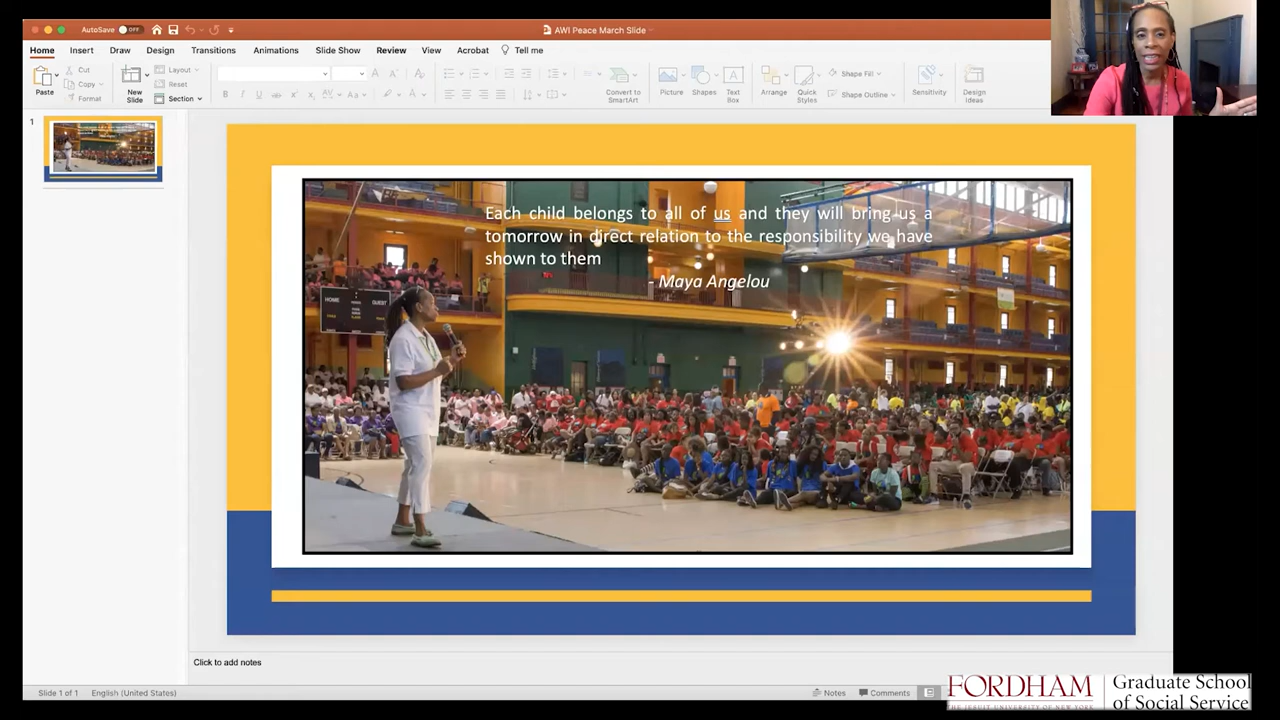 AutoSave OFF
AWI Peace March Slide
Home Insert Draw Design Transitions Animations Slide Show Review View Acrobat Tell me
Paste
Cut
Copy
Format
New Slide
Layout
Reset
Section
Convert to SmartArt
Picture
Shapes
Text Box
Arrange
Quick Styles
Shape Fill
Shape Outline
Sensitivity
Design Ideas
1
Each child belongs to all of us and they will bring us a
tomorrow in direct relation to the responsibility we have
shown to them
- Maya Angelou
HOME GUEST
Click to add notes
Slide 1 of 1 English (United States) Notes Comments
FORDHAM
THE JESUIT UNIVERSITY OF NEW YORK
Graduate School
of Social Service